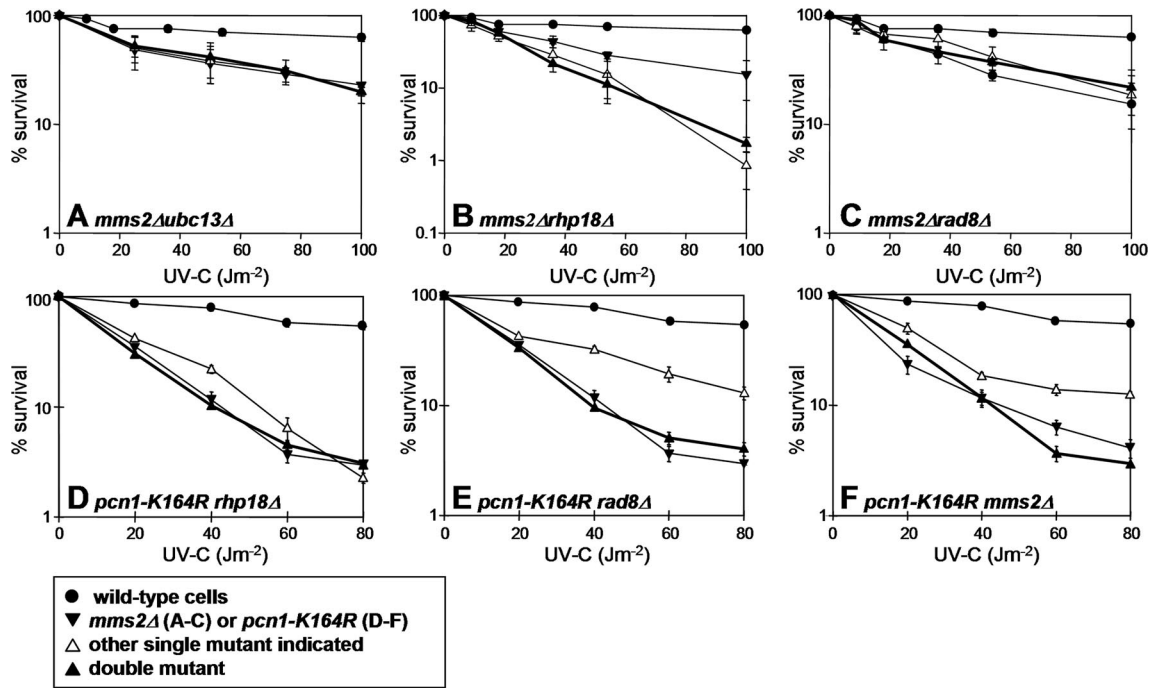 100
10
1
% survival
0 20 40 60 80 100
UV-C (Jm-2)
A mms2Δubc13Δ
100
10
1
0.1
% survival
0 20 40 60 80 100
UV-C (Jm-2)
B mms2Δrhp18Δ
100
10
1
% survival
0 20 40 60 80 100
UV-C (Jm-2)
C mms2Δrad8Δ
100
10
1
% survival
0 20 40 60 80
UV-C (Jm-2)
D pcn1-K164R rhp18Δ
100
10
1
% survival
0 20 40 60 80
UV-C (Jm-2)
E pcn1-K164R rad8Δ
100
10
1
% survival
0 20 40 60 80
UV-C (Jm-2)
F pcn1-K164R mms2Δ
wild-type cells
mms2Δ (A-C) or pcn1-K164R (D-F)
other single mutant indicated
double mutant